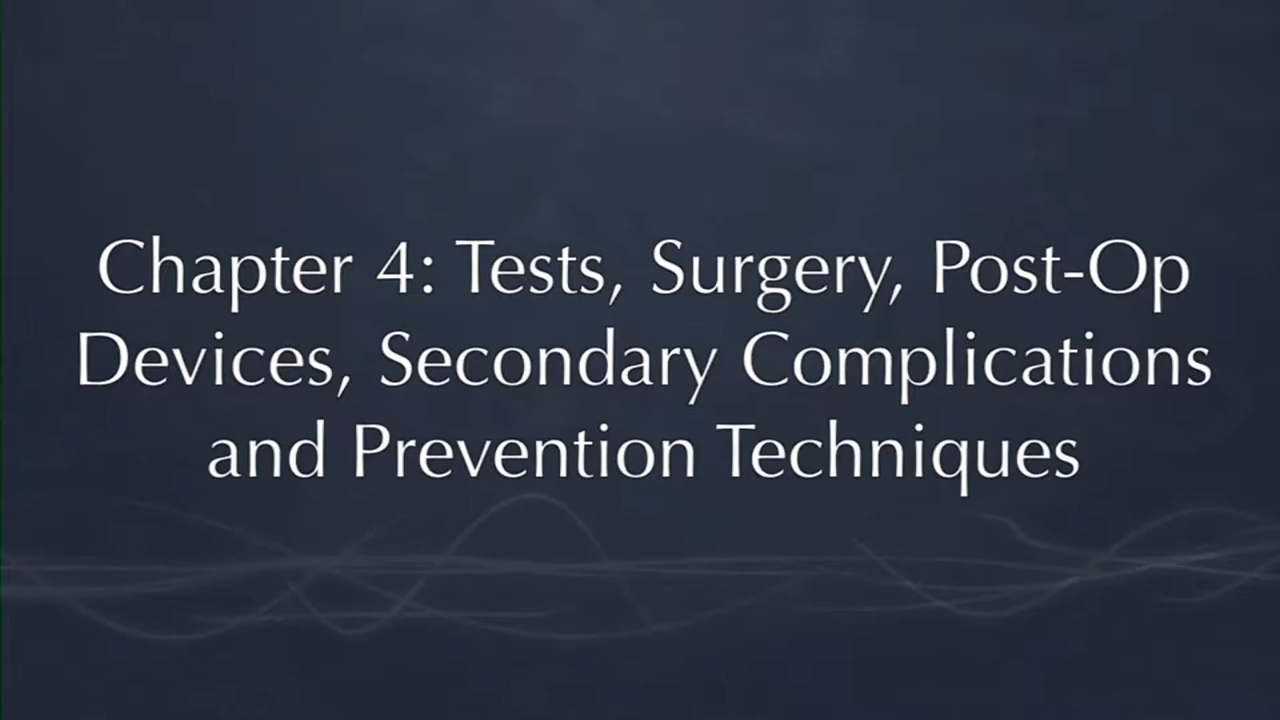 Chapter 4: Tests, Surgery, Post-Op
Devices, Secondary Complications
and Prevention Techniques